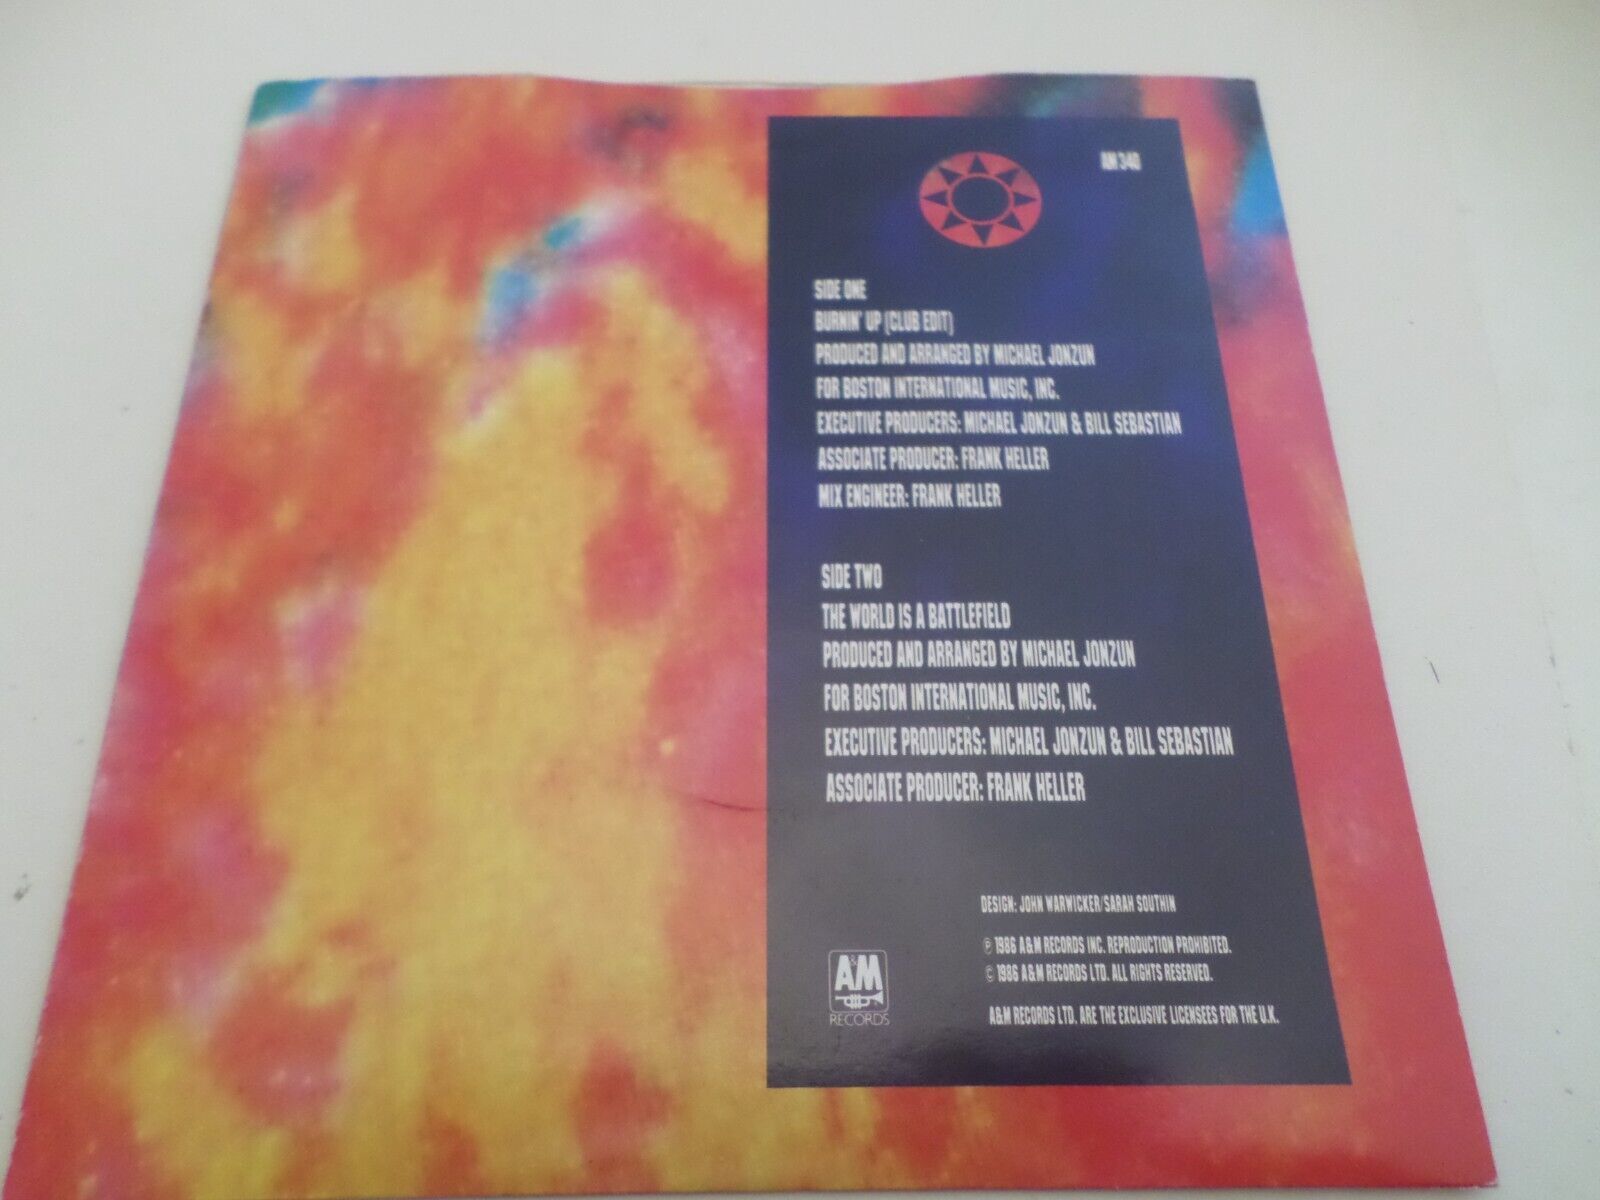 AM 340
SIDE ONE
BURNIN' UP (CLUB EDIT)
PRODUCED AND ARRANGED BY MICHAEL JONZUN
FOR BOSTON INTERNATIONAL MUSIC, INC.
EXECUTIVE PRODUCERS: MICHAEL JONZUN & BILL SEBASTIAN
ASSOCIATE PRODUCER: FRANK HELLER
MIX ENGINEER: FRANK HELLER
SIDE TWO
THE WORLD IS A BATTLEFIELD
PRODUCED AND ARRANGED BY MICHAEL JONZUN
FOR BOSTON INTERNATIONAL MUSIC, INC.
EXECUTIVE PRODUCERS: MICHAEL JONZUN & BILL SEBASTIAN
ASSOCIATE PRODUCER: FRANK HELLER
DESIGN: JOHN WARWICKER/SARAH SOUTHIN
℗ 1986 A&M RECORDS INC. REPRODUCTION PROHIBITED.
© 1986 A&M RECORDS LTD. ALL RIGHTS RESERVED.
A&M RECORDS LTD. ARE THE EXCLUSIVE LICENSEES FOR THE U.K.
A&M
RECORDS